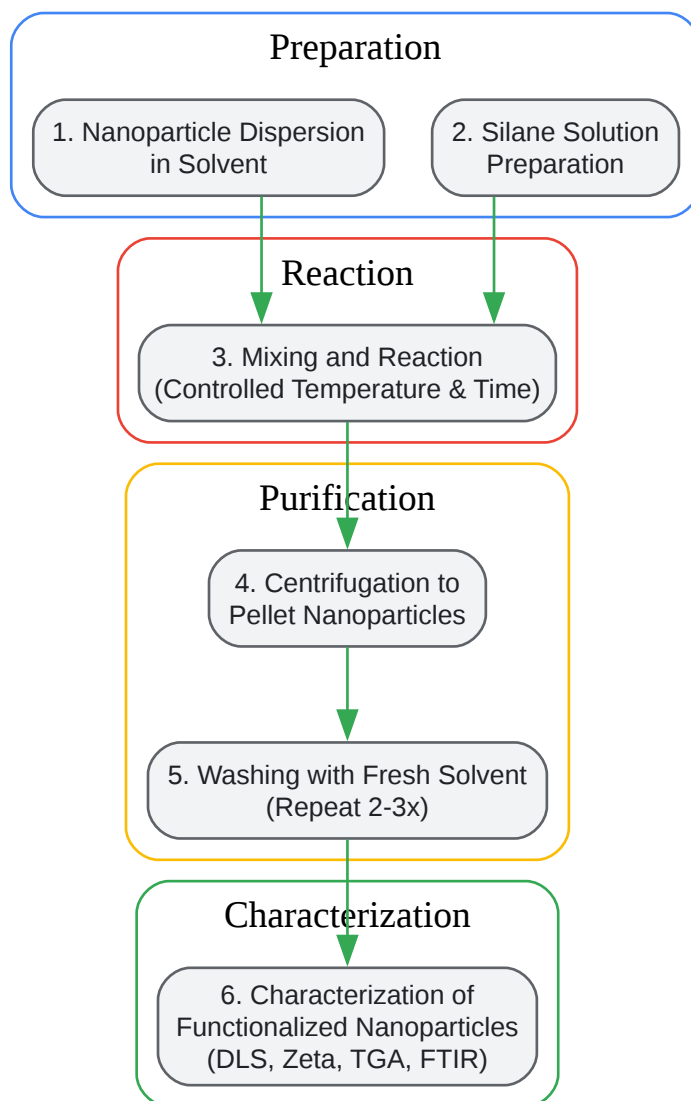 Preparation
1. Nanoparticle Dispersion
in Solvent
2. Silane Solution
Preparation
Reaction
3. Mixing and Reaction
(Controlled Temperature & Time)
Purification
4. Centrifugation to
Pellet Nanoparticles
5. Washing with Fresh Solvent
(Repeat 2-3x)
Characterization
6. Characterization of
Functionalized Nanoparticles
(DLS, Zeta, TGA, FTIR)